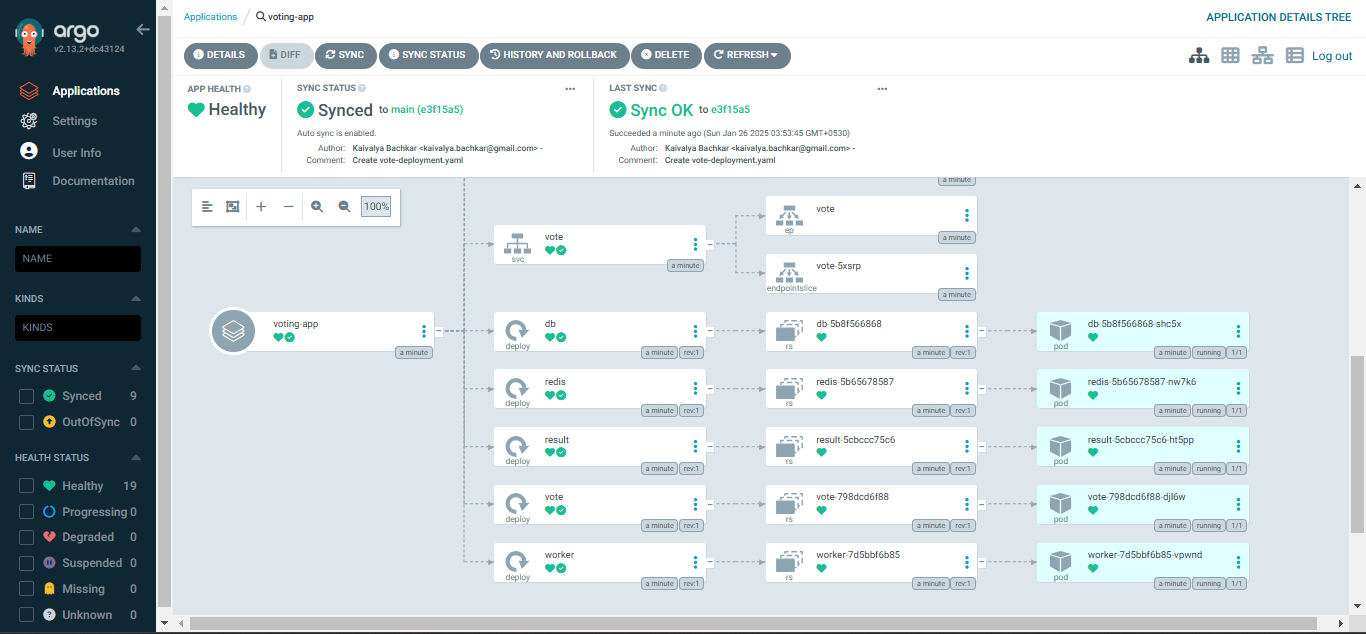 argo
v2.13.2+dc43124
Applications
Settings
User Info
Documentation
NAME
NAME
KINDS
KINDS
SYNC STATUS
Synced 9
OutOfSync 0
HEALTH STATUS
Healthy 19
Progressing 0
Degraded 0
Suspended 0
Missing 0
Unknown 0
Applications / voting-app
APPLICATION DETAILS TREE
DETAILS DIFF SYNC SYNC STATUS HISTORY AND ROLLBACK DELETE REFRESH
Log out
APP HEALTH
Healthy
SYNC STATUS
Synced to main (e3f15a5)
Auto sync is enabled.
Author: Kaivalya Bachkar <kaivalya.bachkar@gmail.com> -
Comment: Create vote-deployment.yaml
LAST SYNC
Sync OK to e3f15a5
Succeeded a minute ago (Sun Jan 26 2025 03:53:45 GMT+0530)
Author: Kaivalya Bachkar <kaivalya.bachkar@gmail.com> -
Comment: Create vote-deployment.yaml
100%
a minute
vote
svc
a minute
vote
ep
a minute
vote-5xsrp
endpointslice
a minute
voting-app
a minute
db
deploy
a minute rev:1
db-5b8f566868
rs
a minute rev:1
db-5b8f566868-shc5x
pod
a minute running 1/1
redis
deploy
a minute rev:1
redis-5b65678587
rs
a minute rev:1
redis-5b65678587-nw7k6
pod
a minute running 1/1
result
deploy
a minute rev:1
result-5cbccc75c6
rs
a minute rev:1
result-5cbccc75c6-ht5pp
pod
a minute running 1/1
vote
deploy
a minute rev:1
vote-798dcd6f88
rs
a minute rev:1
vote-798dcd6f88-djl6w
pod
a minute running 1/1
worker
deploy
a minute rev:1
worker-7d5bbf6b85
rs
a minute rev:1
worker-7d5bbf6b85-vpwnd
pod
a minute running 1/1